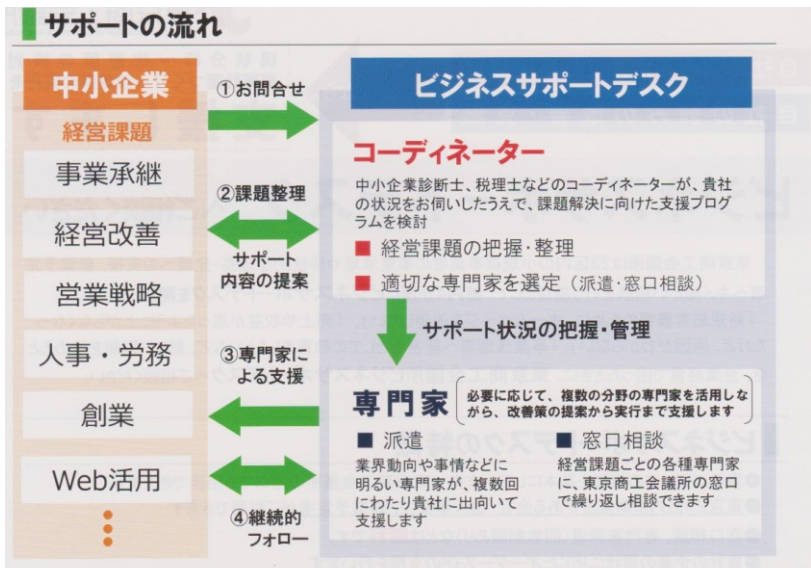 サポートの流れ
中小企業
経営課題
事業承継
経営改善
営業戦略
人事・労務
創業
Web活用
①お問合せ
②課題整理
サポート
内容の提案
③専門家に
よる支援
④継続的
フォロー
ビジネスサポートデスク
コーディネーター
中小企業診断士、税理士などのコーディネーターが、貴社
の状況をお伺いしたうえで、課題解決に向けた支援プログ
ラムを検討
■ 経営課題の把握・整理
■ 適切な専門家を選定（派遣・窓口相談）
サポート状況の把握・管理
専門家
必要に応じて、複数の分野の専門家を活用しな
がら、改善策の提案から実行まで支援します
■ 派遣
業界動向や事情などに
明るい専門家が、複数回
にわたり貴社に出向いて
支援します
■ 窓口相談
経営課題ごとの各種専門家
に、東京商工会議所の窓口
で繰り返し相談できます